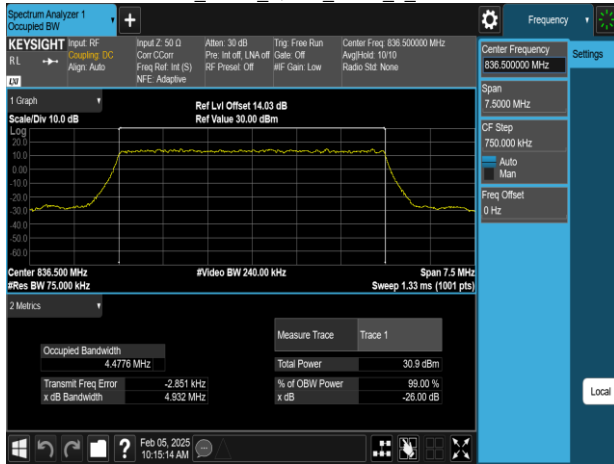 Spectrum Analyzer 1
Occupied BW
Frequency
KEYSIGHT
Input: RF
Coupling: DC
Align: Auto
Input Z: 50 Ω
Corr CCorr
Freq Ref: Int (S)
NFE: Adaptive
Atten: 30 dB
Pre: Int off, LNA off
RF Preset: Off
Trig: Free Run
Gate: Off
#IF Gain: Low
Center Freq: 836.500000 MHz
Avg|Hold: 10/10
Radio Std: None
R L
LXI
Center Frequency
836.500000 MHz
Settings
Span
7.5000 MHz
CF Step
750.000 kHz
Auto
Man
Freq Offset
0 Hz
Local
1 Graph
Scale/Div 10.0 dB
Ref Lvl Offset 14.03 dB
Ref Value 30.00 dBm
Log
20.0
10.0
0.00
-10.0
-20.0
-30.0
-40.0
-50.0
-60.0
Center 836.500 MHz
#Res BW 75.000 kHz
#Video BW 240.00 kHz
Span 7.5 MHz
Sweep 1.33 ms (1001 pts)
2 Metrics
Occupied Bandwidth
4.4776 MHz
Transmit Freq Error -2.851 kHz
x dB Bandwidth 4.932 MHz
Measure Trace Trace 1
Total Power 30.9 dBm
% of OBW Power 99.00 %
x dB -26.00 dB
?
Feb 05, 2025
10:15:14 AM